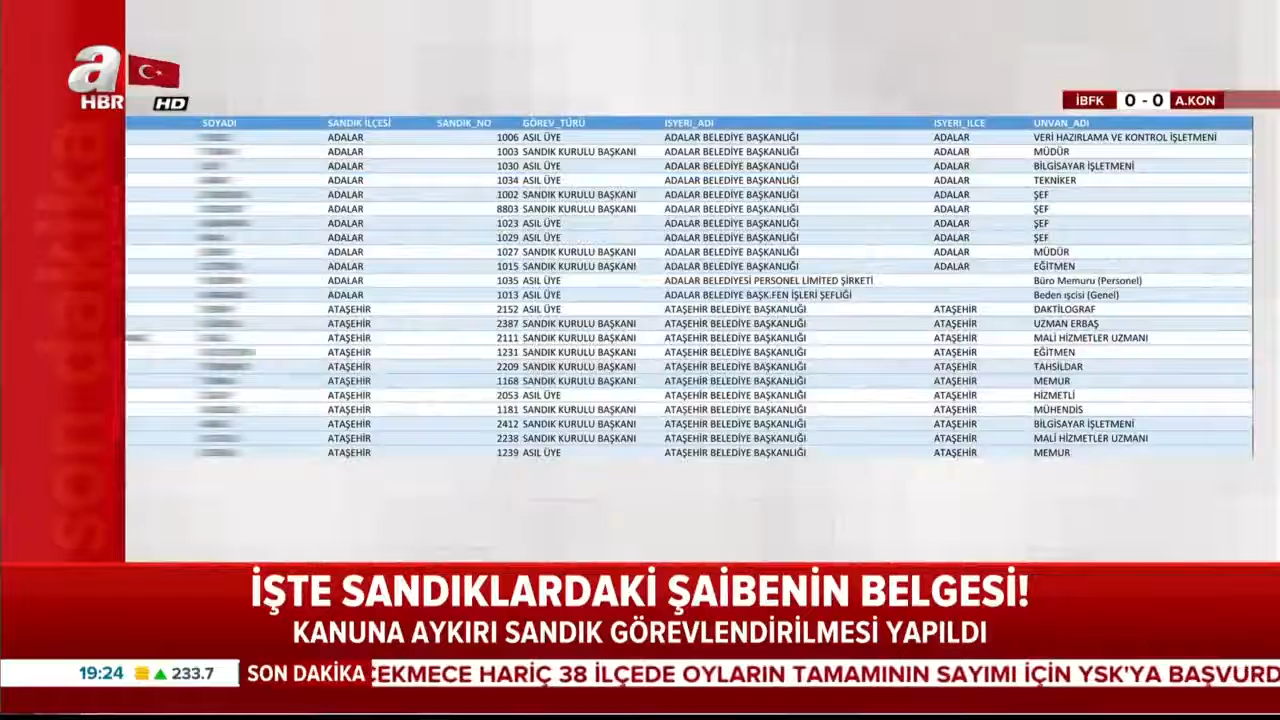 a
HBR
HD
İBFK 0 - 0 A.KON
SOYADI SANDIK İLÇESİ SANDIK_NO GÖREV_TÜRÜ ISYERI_ADI ISYERI_ILCE UNVAN_ADI
ADALAR 1006 ASIL ÜYE ADALAR BELEDİYE BAŞKANLIĞI ADALAR VERİ HAZIRLAMA VE KONTROL İŞLETMENİ
ADALAR 1003 SANDIK KURULU BAŞKANI ADALAR BELEDİYE BAŞKANLIĞI ADALAR MÜDÜR
ADALAR 1030 ASIL ÜYE ADALAR BELEDİYE BAŞKANLIĞI ADALAR BİLGİSAYAR İŞLETMENİ
ADALAR 1034 ASIL ÜYE ADALAR BELEDİYE BAŞKANLIĞI ADALAR TEKNİKER
ADALAR 1002 SANDIK KURULU BAŞKANI ADALAR BELEDİYE BAŞKANLIĞI ADALAR ŞEF
ADALAR 8803 SANDIK KURULU BAŞKANI ADALAR BELEDİYE BAŞKANLIĞI ADALAR ŞEF
ADALAR 1023 ASIL ÜYE ADALAR BELEDİYE BAŞKANLIĞI ADALAR ŞEF
ADALAR 1029 ASIL ÜYE ADALAR BELEDİYE BAŞKANLIĞI ADALAR ŞEF
ADALAR 1027 SANDIK KURULU BAŞKANI ADALAR BELEDİYE BAŞKANLIĞI ADALAR MÜDÜR
ADALAR 1015 SANDIK KURULU BAŞKANI ADALAR BELEDİYE BAŞKANLIĞI ADALAR EĞİTMEN
ADALAR 1035 ASIL ÜYE ADALAR BELEDİYESİ PERSONEL LİMİTED ŞİRKETİ Büro Memuru (Personel)
ADALAR 1013 ASIL ÜYE ADALAR BELEDİYE BAŞK.FEN İŞLERİ ŞEFLİĞİ Beden ışcisi (Genel)
ATAŞEHİR 2152 ASIL ÜYE ATAŞEHİR BELEDİYE BAŞKANLIĞI ATAŞEHİR DAKTİLOGRAF
ATAŞEHİR 2387 SANDIK KURULU BAŞKANI ATAŞEHİR BELEDİYE BAŞKANLIĞI ATAŞEHİR UZMAN ERBAŞ
ATAŞEHİR 2111 SANDIK KURULU BAŞKANI ATAŞEHİR BELEDİYE BAŞKANLIĞI ATAŞEHİR MALİ HİZMETLER UZMANI
ATAŞEHİR 1231 SANDIK KURULU BAŞKANI ATAŞEHİR BELEDİYE BAŞKANLIĞI ATAŞEHİR EĞİTMEN
ATAŞEHİR 2209 SANDIK KURULU BAŞKANI ATAŞEHİR BELEDİYE BAŞKANLIĞI ATAŞEHİR TAHSİLDAR
ATAŞEHİR 1168 SANDIK KURULU BAŞKANI ATAŞEHİR BELEDİYE BAŞKANLIĞI ATAŞEHİR MEMUR
ATAŞEHİR 2053 ASIL ÜYE ATAŞEHİR BELEDİYE BAŞKANLIĞI ATAŞEHİR HİZMETLİ
ATAŞEHİR 1181 SANDIK KURULU BAŞKANI ATAŞEHİR BELEDİYE BAŞKANLIĞI ATAŞEHİR MÜHENDİS
ATAŞEHİR 2412 SANDIK KURULU BAŞKANI ATAŞEHİR BELEDİYE BAŞKANLIĞI ATAŞEHİR BİLGİSAYAR İŞLETMENİ
ATAŞEHİR 2238 SANDIK KURULU BAŞKANI ATAŞEHİR BELEDİYE BAŞKANLIĞI ATAŞEHİR MALİ HİZMETLER UZMANI
ATAŞEHİR 1239 ASIL ÜYE ATAŞEHİR BELEDİYE BAŞKANLIĞI ATAŞEHİR MEMUR
son dakika
İŞTE SANDIKLARDAKİ ŞAİBENİN BELGESİ!
KANUNA AYKIRI SANDIK GÖREVLENDİRİLMESİ YAPILDI
19:24 233.7 SON DAKİKA ÇEKMECE HARİÇ 38 İLÇEDE OYLARIN TAMAMININ SAYIMI İÇİN YSK'YA BAŞVURD